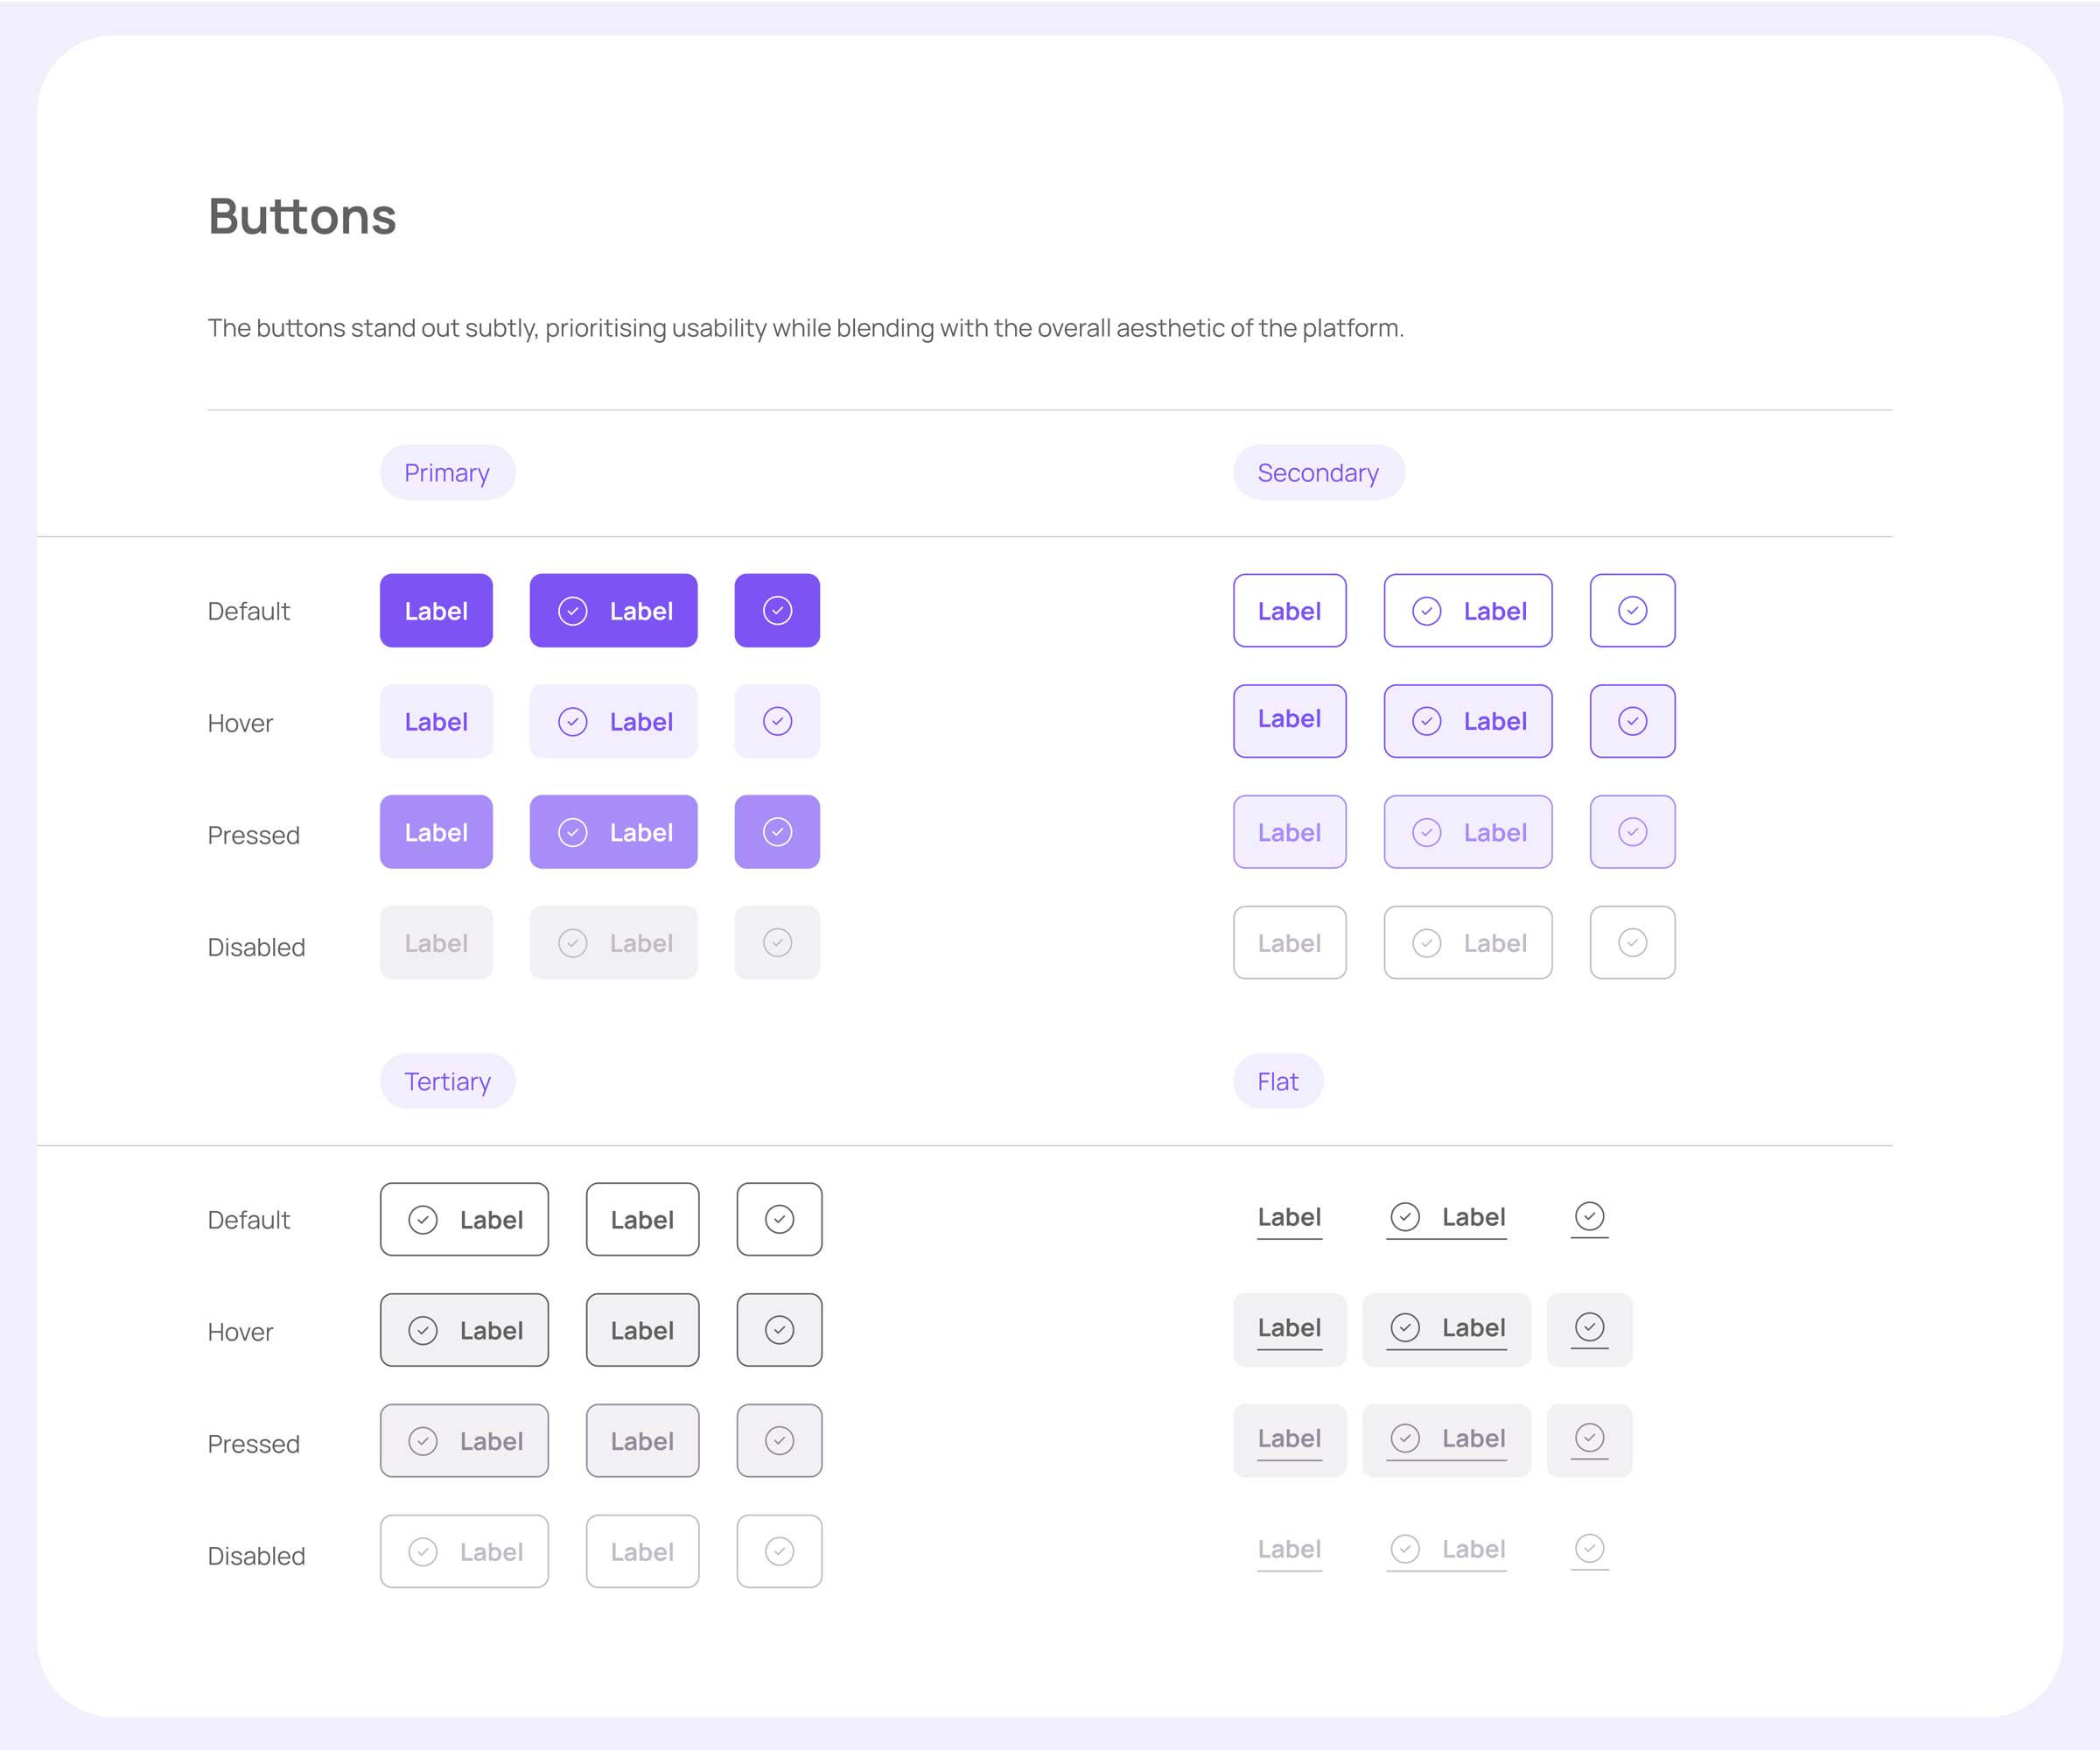 Buttons
The buttons stand out subtly, prioritising usability while blending with the overall aesthetic of the platform.
Primary Secondary
Default Label Label Label Label
Hover Label Label Label Label
Pressed Label Label Label Label
Disabled Label Label Label Label
Tertiary Flat
Default Label Label Label Label
Hover Label Label Label Label
Pressed Label Label Label Label
Disabled Label Label Label Label